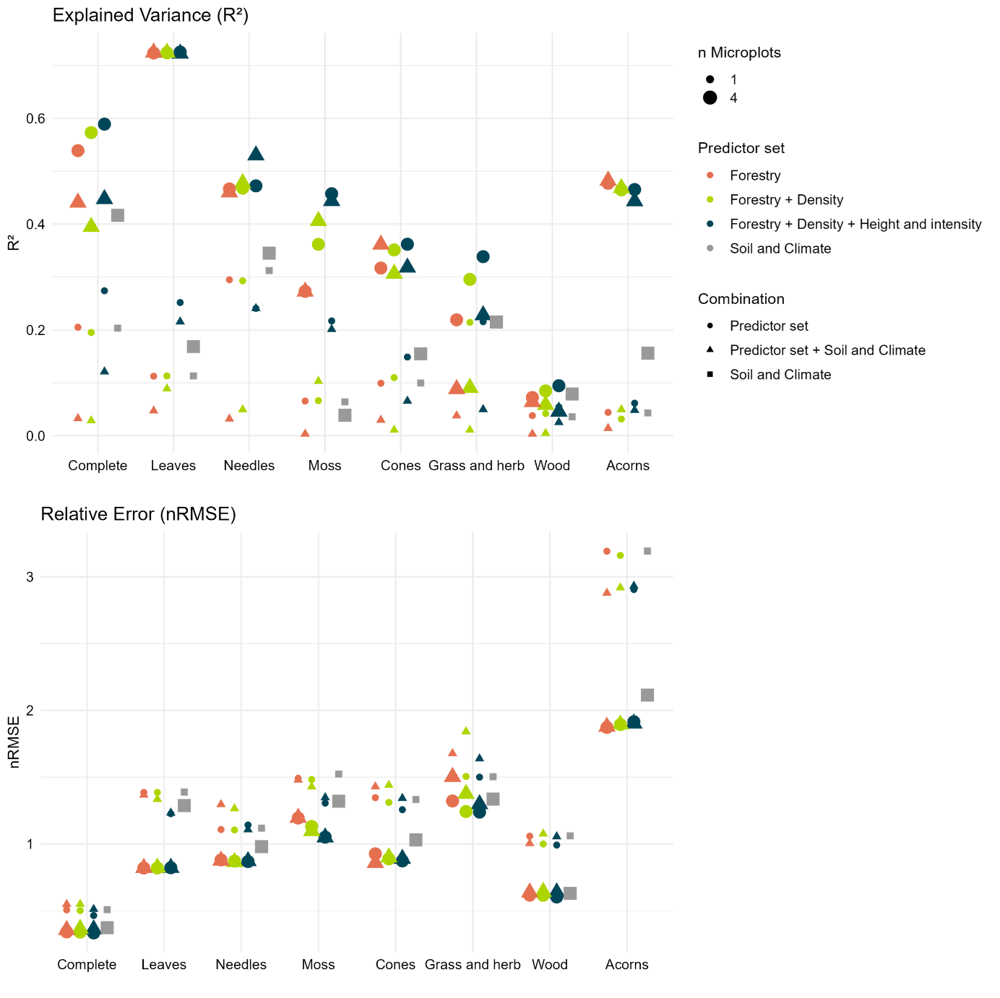 Explained Variance (R²)
R²
0.6
0.4
0.2
0.0
Complete Leaves Needles Moss Cones Grass and herb Wood Acorns
n Microplots
1
4
Predictor set
Forestry
Forestry + Density
Forestry + Density + Height and intensity
Soil and Climate
Combination
Predictor set
Predictor set + Soil and Climate
Soil and Climate
Relative Error (nRMSE)
nRMSE
3
2
1
Complete Leaves Needles Moss Cones Grass and herb Wood Acorns